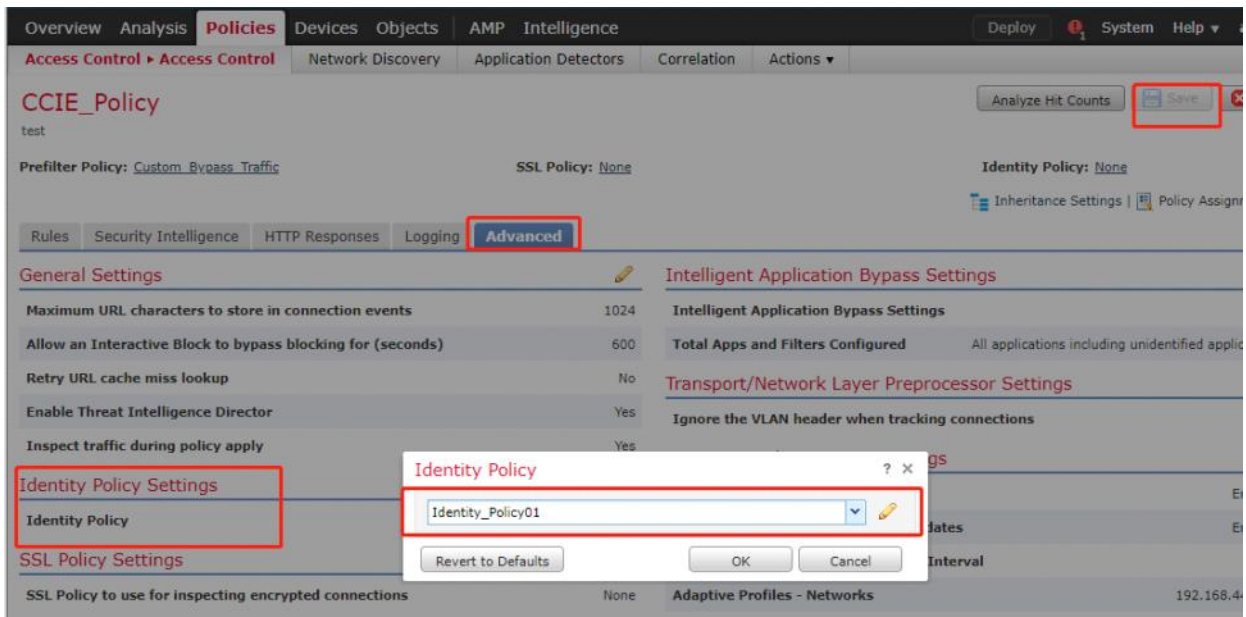 Overview Analysis Policies Devices Objects AMP Intelligence Deploy 1 System Help
Access Control ▸ Access Control Network Discovery Application Detectors Correlation Actions
CCIE_Policy Analyze Hit Counts Save
test
Prefilter Policy: Custom_Bypass_Traffic SSL Policy: None Identity Policy: None
Inheritance Settings | Policy Assignm
Rules Security Intelligence HTTP Responses Logging Advanced
General Settings Intelligent Application Bypass Settings
Maximum URL characters to store in connection events 1024 Intelligent Application Bypass Settings
Allow an Interactive Block to bypass blocking for (seconds) 600 Total Apps and Filters Configured All applications including unidentified applic
Retry URL cache miss lookup No Transport/Network Layer Preprocessor Settings
Enable Threat Intelligence Director Yes Ignore the VLAN header when tracking connections
Inspect traffic during policy apply Yes
Identity Policy ? × gs
Identity Policy Settings
Identity_Policy01
Identity Policy dates
Revert to Defaults OK Cancel Interval
SSL Policy Settings
SSL Policy to use for inspecting encrypted connections None Adaptive Profiles - Networks 192.168.44